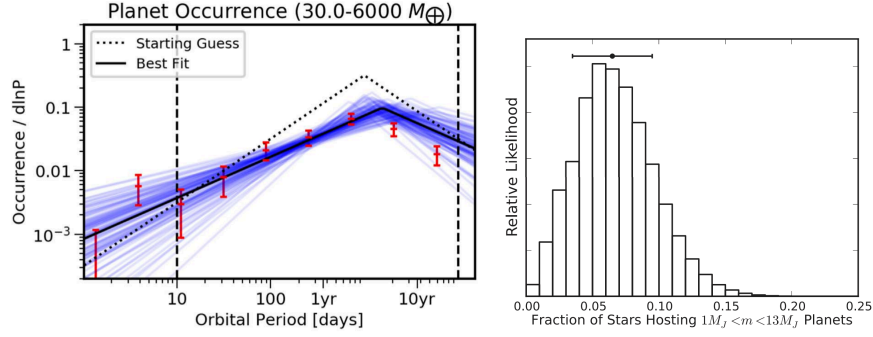 Planet Occurrence (30.0-6000 M⊕)
Starting Guess
Best Fit
Occurrence / dlnP
1
0.1
0.01
10⁻³
10
100
1yr
10yr
Orbital Period [days]
Relative Likelihood
0.00
0.05
0.10
0.15
0.20
0.25
Fraction of Stars Hosting 1M_J < m < 13M_J Planets